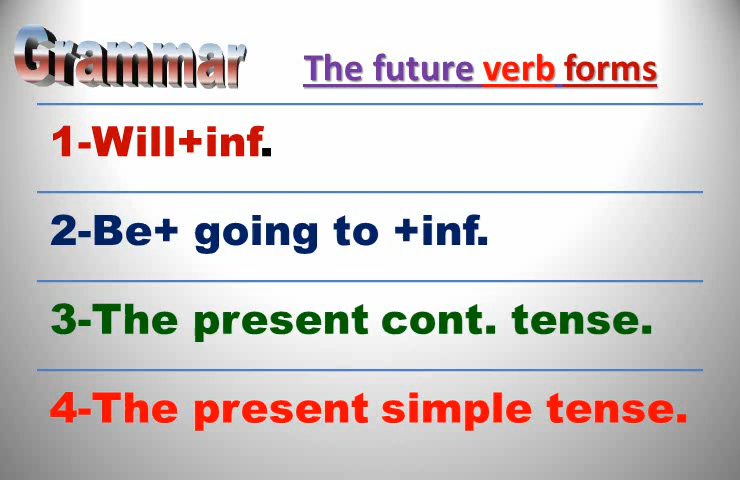 Grammar
The future verb forms
1-Will+inf.
2-Be+ going to +inf.
3-The present cont. tense.
4-The present simple tense.